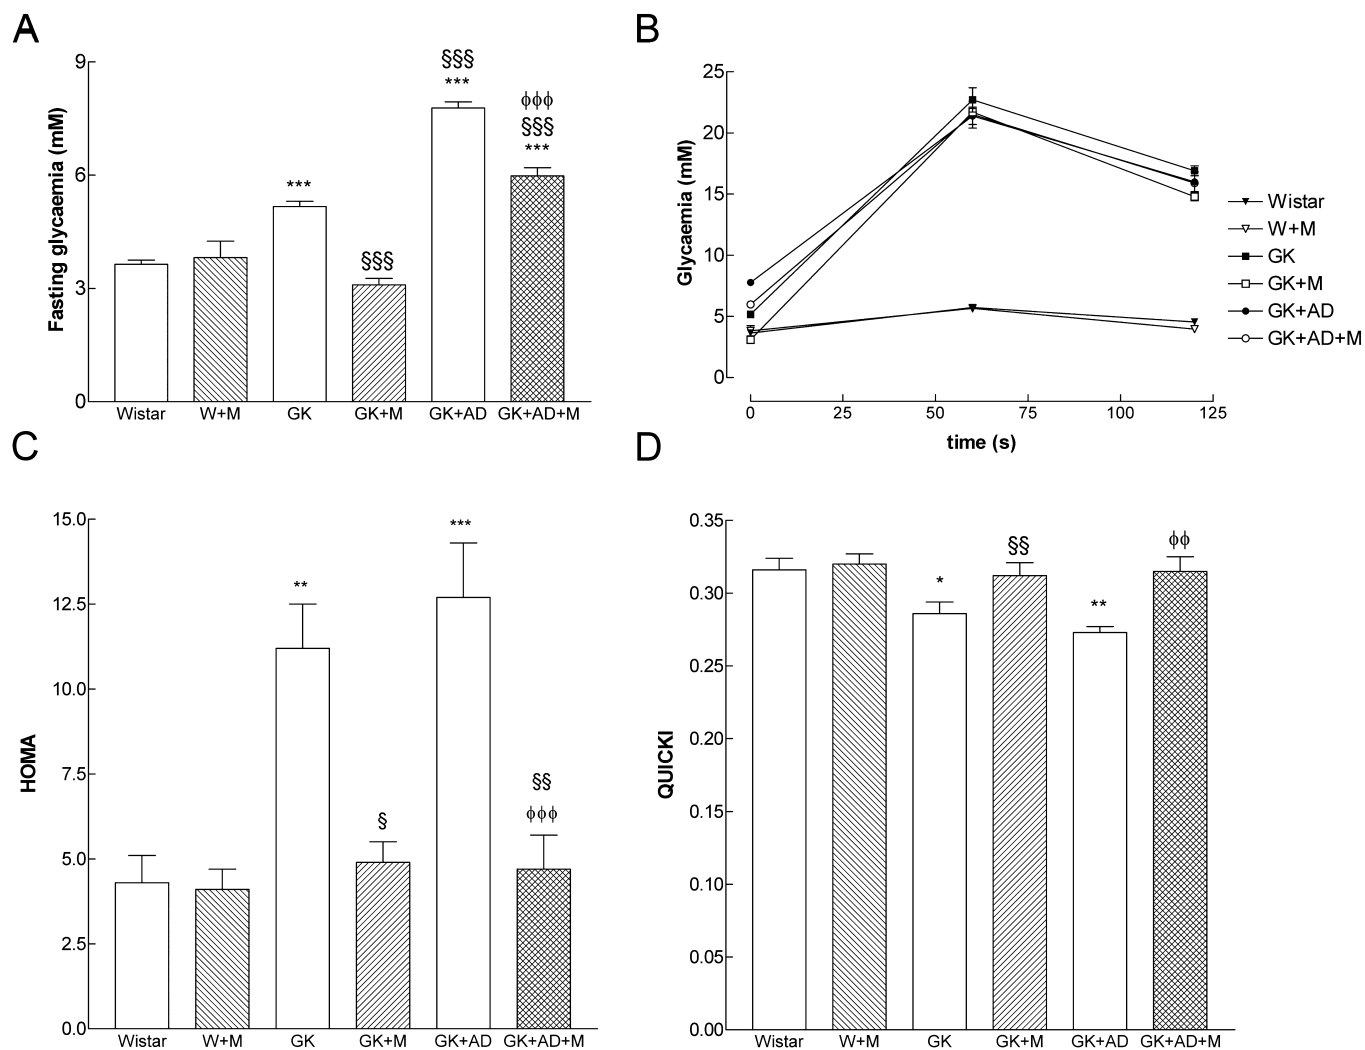 A
Fasting glycaemia (mM)
9
6
3
0
***
§§§
§§§
***
ϕϕϕ
§§§
***
Wistar W+M GK GK+M GK+AD GK+AD+M
B
Glycaemia (mM)
25
20
15
10
5
0
0 25 50 75 100 125
time (s)
Wistar
W+M
GK
GK+M
GK+AD
GK+AD+M
C
HOMA
15.0
12.5
10.0
7.5
5.0
2.5
0.0
**
§
***
§§
ϕϕϕ
Wistar W+M GK GK+M GK+AD GK+AD+M
D
QUICKI
0.35
0.30
0.25
0.20
0.15
0.10
0.05
0.00
*
§§
**
ϕϕ
Wistar W+M GK GK+M GK+AD GK+AD+M